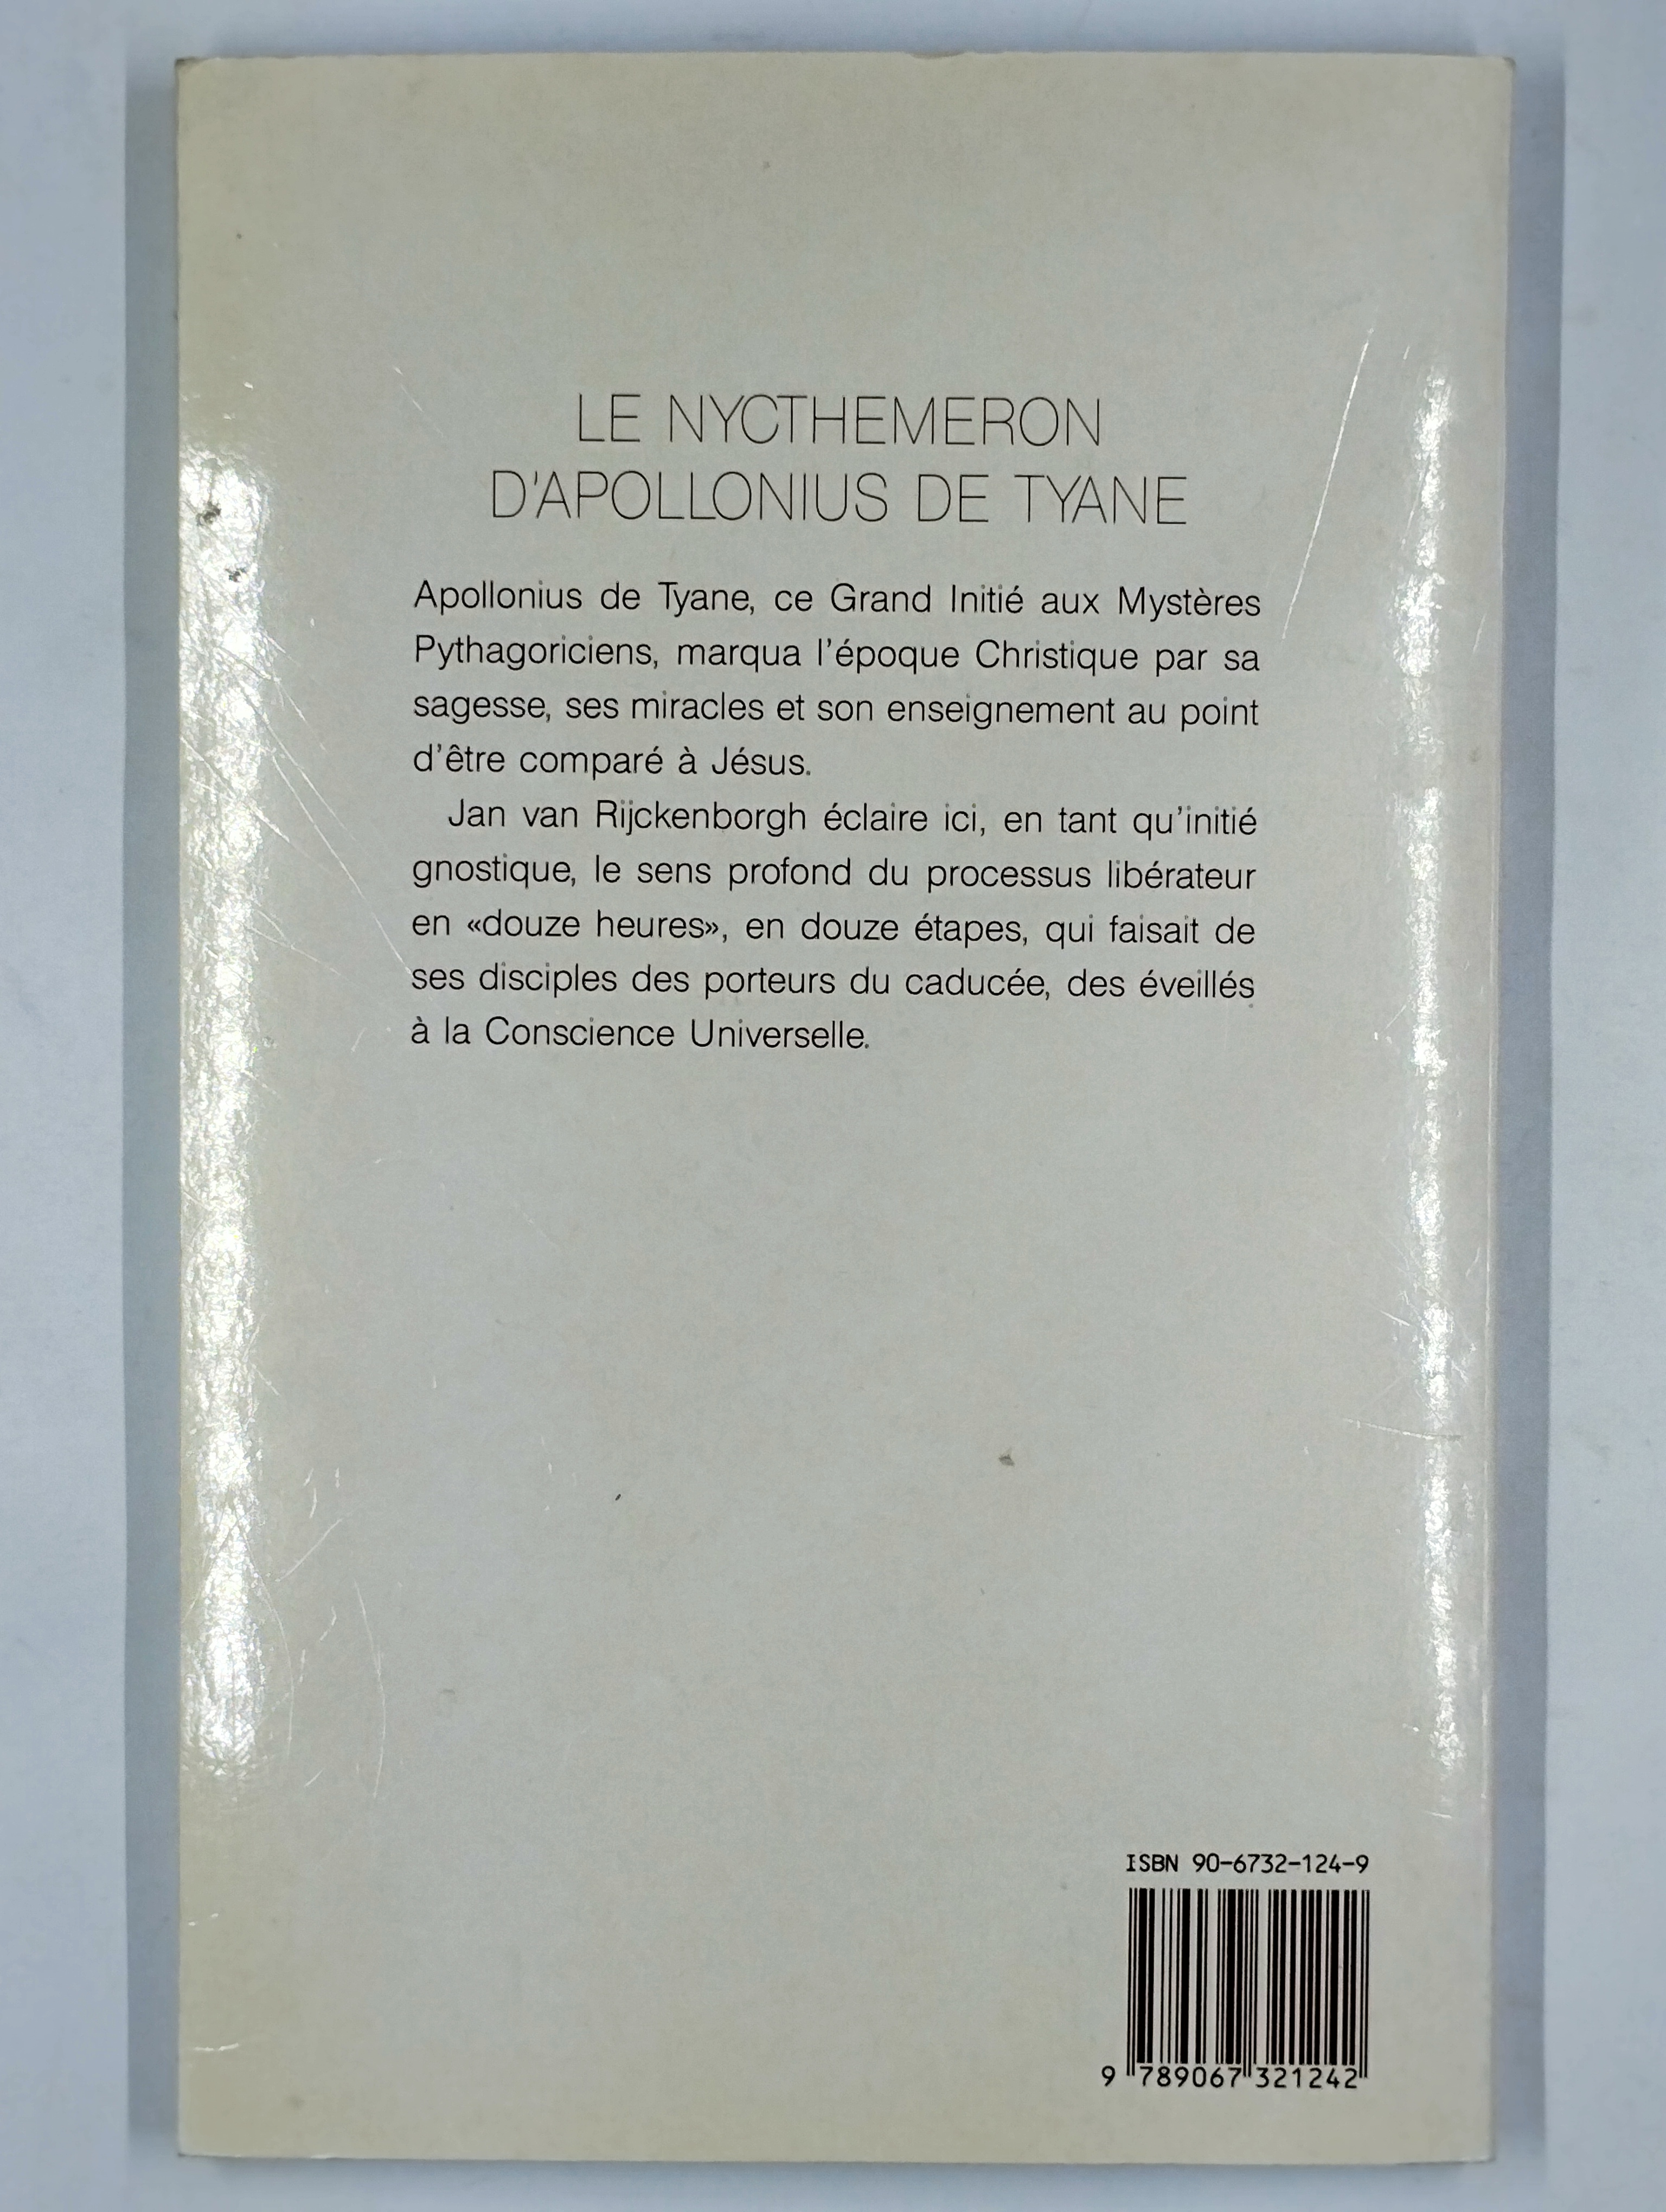 LE NYCTHEMERON
D'APOLLONIUS DE TYANE
Apollonius de Tyane, ce Grand Initié aux Mystères
Pythagoriciens, marqua l'époque Christique par sa
sagesse, ses miracles et son enseignement au point
d'être comparé à Jésus.
Jan van Rijckenborgh éclaire ici, en tant qu'initié
gnostique, le sens profond du processus libérateur
en «douze heures», en douze étapes, qui faisait de
ses disciples des porteurs du caducée, des éveillés
à la Conscience Universelle.
ISBN 90-6732-124-9
9 789067 321242